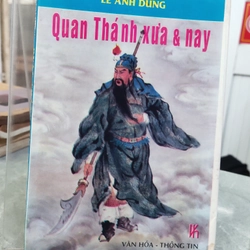 LÊ ANH DŨNG
Quan Thánh xưa & nay
VĂN HÓA - THÔNG TIN